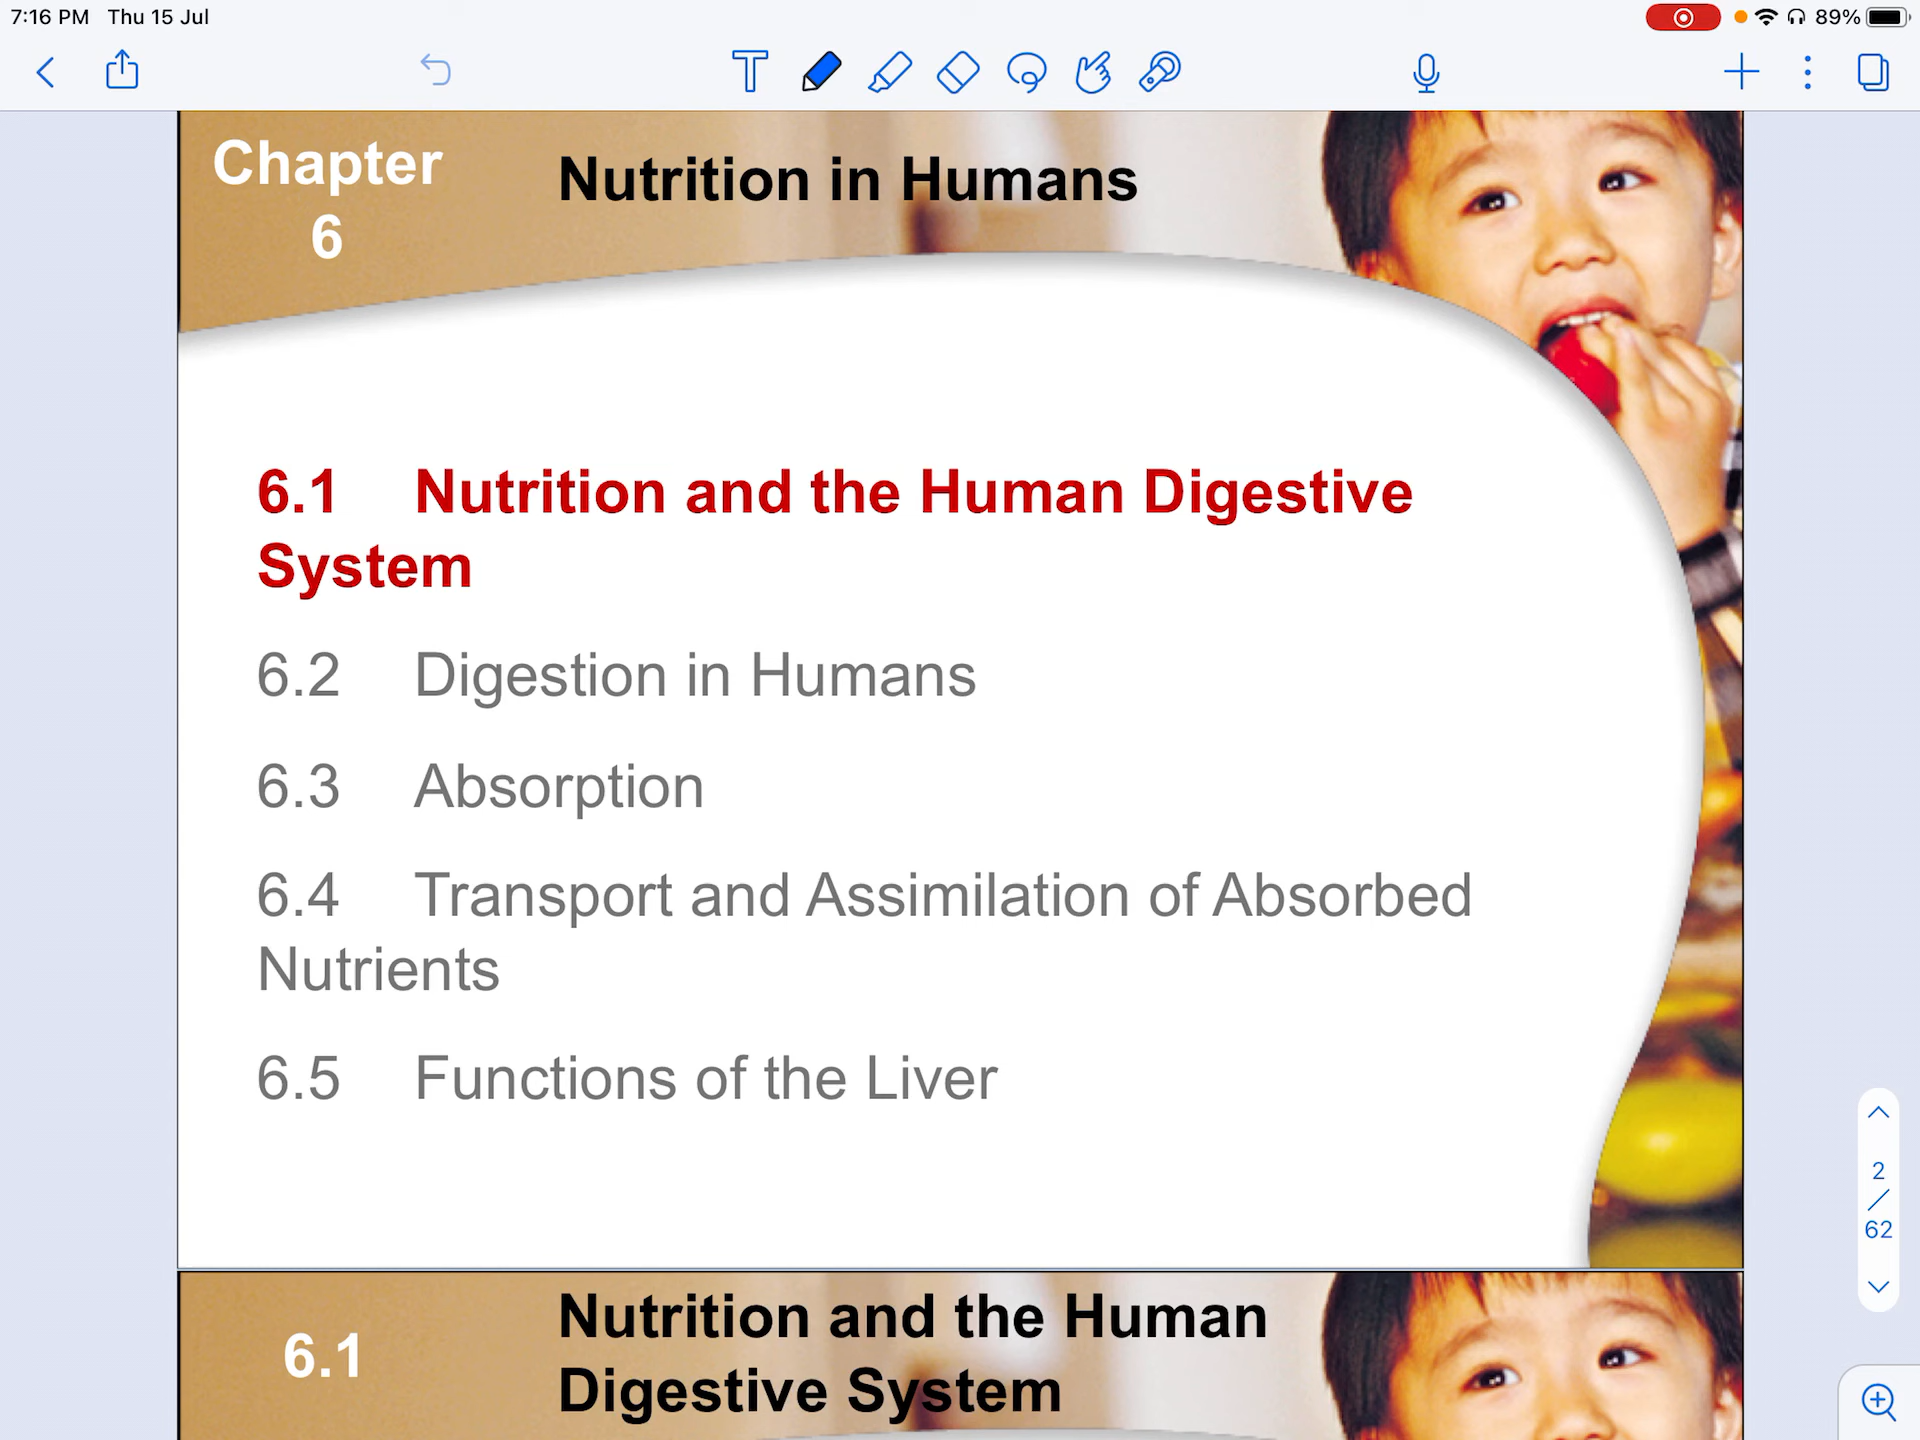 7:16 PM Thu 15 Jul
89%
Chapter
6
Nutrition in Humans
6.1 Nutrition and the Human Digestive
System
6.2 Digestion in Humans
6.3 Absorption
6.4 Transport and Assimilation of Absorbed
Nutrients
6.5 Functions of the Liver
2
/
62
6.1
Nutrition and the Human
Digestive System